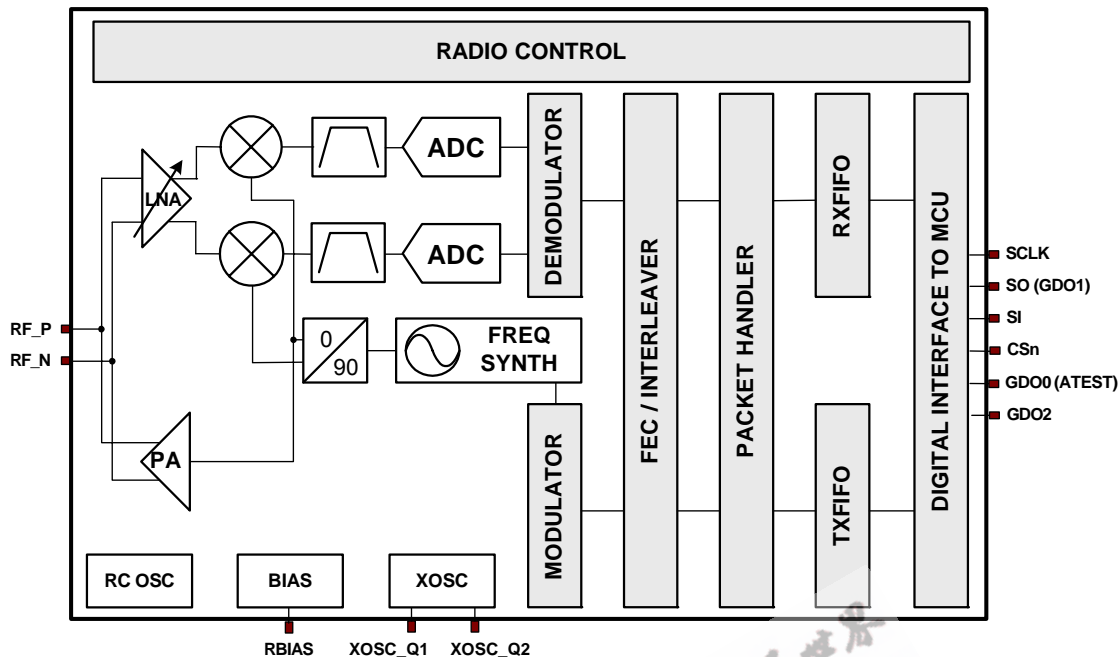 RADIO CONTROL
LNA
ADC
ADC
DEMODULATOR
FEC / INTERLEAVER
PACKET HANDLER
RXFIFO
DIGITAL INTERFACE TO MCU
SCLK
SO (GDO1)
SI
CSn
GDO0 (ATEST)
GDO2
RF_P
RF_N
0
90
FREQ
SYNTH
PA
MODULATOR
TXFIFO
RC OSC
BIAS
XOSC
RBIAS
XOSC_Q1
XOSC_Q2